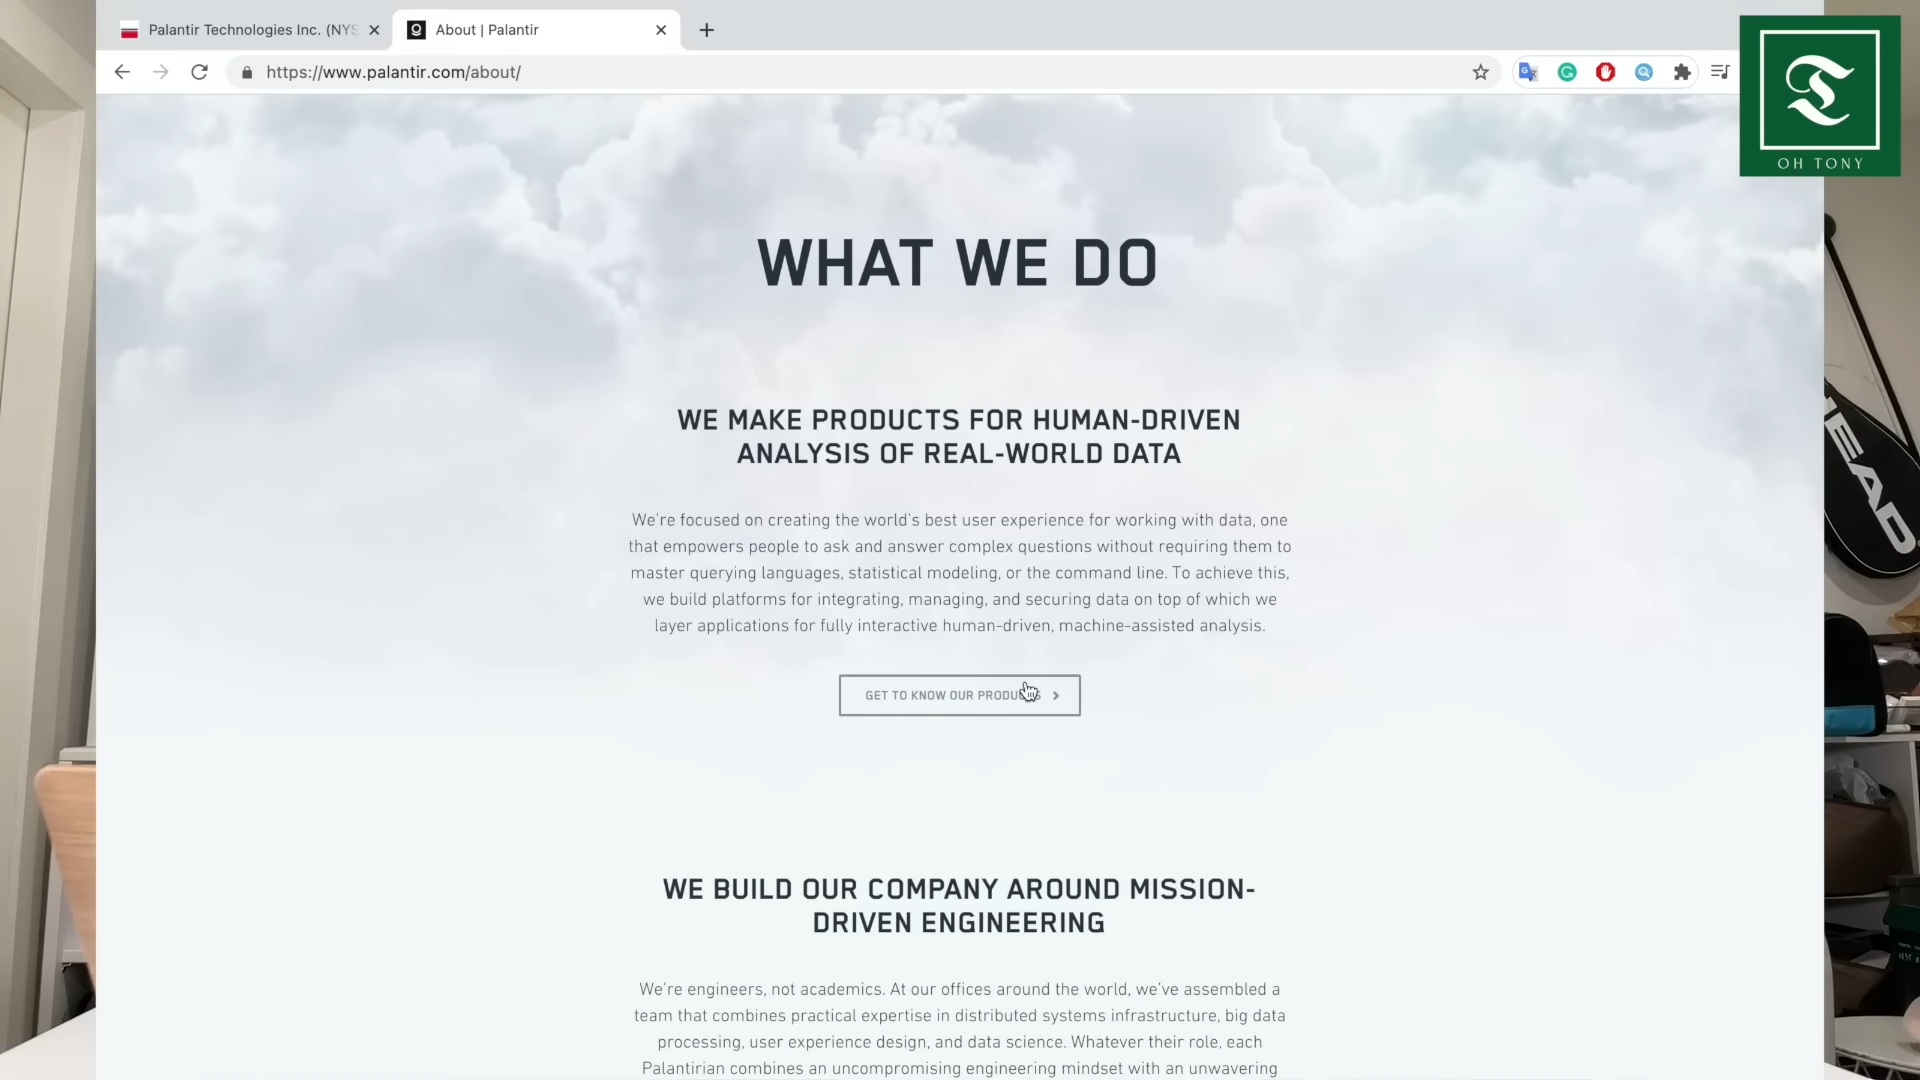 Palantir Technologies Inc. (NYS
About | Palantir
https://www.palantir.com/about/
OH TONY
WHAT WE DO
WE MAKE PRODUCTS FOR HUMAN-DRIVEN
ANALYSIS OF REAL-WORLD DATA
We're focused on creating the world's best user experience for working with data, one
that empowers people to ask and answer complex questions without requiring them to
master querying languages, statistical modeling, or the command line. To achieve this,
we build platforms for integrating, managing, and securing data on top of which we
layer applications for fully interactive human-driven, machine-assisted analysis.
GET TO KNOW OUR PRODUCTS
WE BUILD OUR COMPANY AROUND MISSION-
DRIVEN ENGINEERING
We're engineers, not academics. At our offices around the world, we've assembled a
team that combines practical expertise in distributed systems infrastructure, big data
processing, user experience design, and data science. Whatever their role, each
Palantirian combines an uncompromising engineering mindset with an unwavering
HEAD